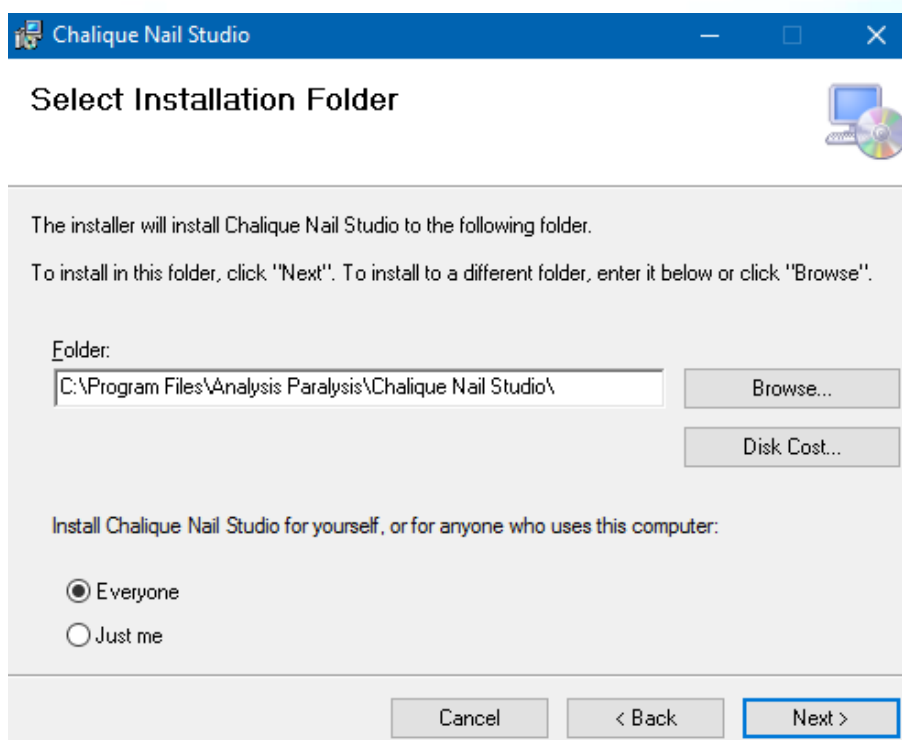 Chalique Nail Studio
Select Installation Folder
The installer will install Chalique Nail Studio to the following folder.
To install in this folder, click "Next". To install to a different folder, enter it below or click "Browse".
Folder:
C:\Program Files\Analysis Paralysis\Chalique Nail Studio\
Browse...
Disk Cost...
Install Chalique Nail Studio for yourself, or for anyone who uses this computer:
Everyone
Just me
Cancel
< Back
Next >